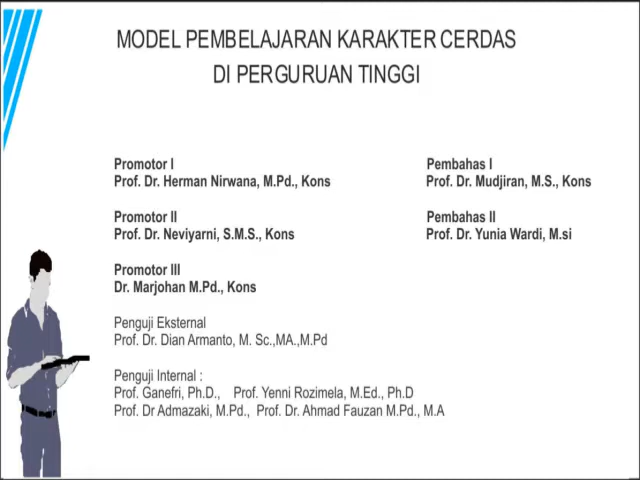 MODEL PEMBELAJARAN KARAKTER CERDAS
DI PERGURUAN TINGGI
Promotor I
Prof. Dr. Herman Nirwana, M.Pd., Kons
Promotor II
Prof. Dr. Neviyarni, S.M.S., Kons
Promotor III
Dr. Marjohan M.Pd., Kons
Pembahas I
Prof. Dr. Mudjiran, M.S., Kons
Pembahas II
Prof. Dr. Yunia Wardi, M.si
Penguji Eksternal
Prof. Dr. Dian Armanto, M. Sc.,MA.,M.Pd
Penguji Internal :
Prof. Ganefri, Ph.D., Prof. Yenni Rozimela, M.Ed., Ph.D
Prof. Dr Admazaki, M.Pd., Prof. Dr. Ahmad Fauzan M.Pd., M.A